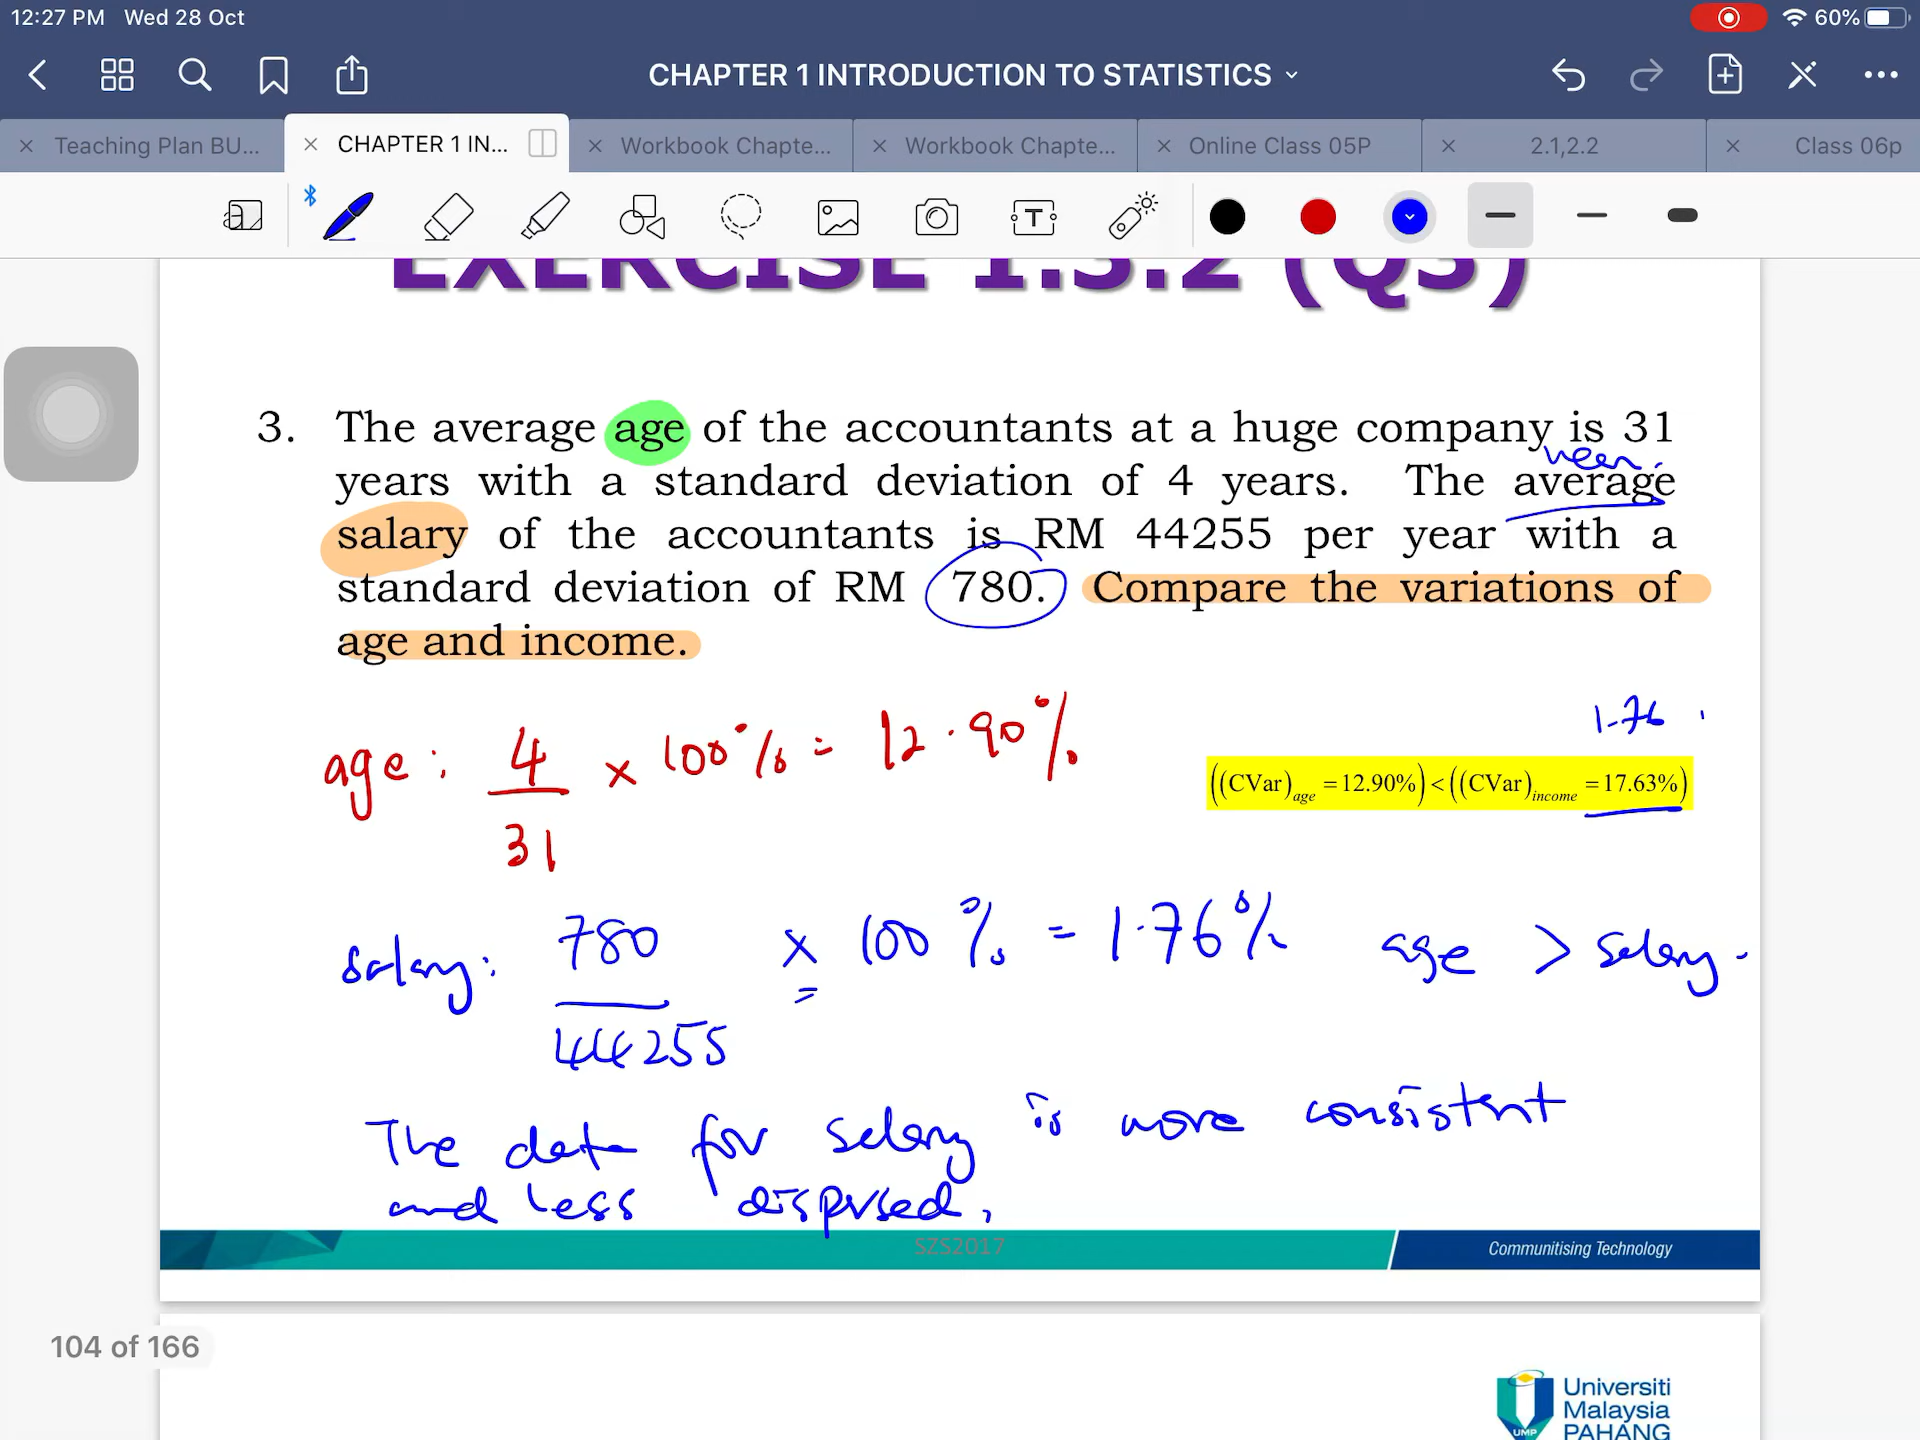 12:27 PM Wed 28 Oct
60%
CHAPTER 1 INTRODUCTION TO STATISTICS
Teaching Plan BU...
CHAPTER 1 IN...
Workbook Chapte...
Workbook Chapte...
Online Class 05P
2.1,2.2
Class 06p
EXERCISE 1.3.2 (Q3)
3. The average age of the accountants at a huge company is 31
mean
years with a standard deviation of 4 years. The average
salary of the accountants is RM 44255 per year with a
standard deviation of RM 780. Compare the variations of
age and income.
age : 4/31 x 100% = 12.90%
1.76
((CVar)age = 12.90%) < ((CVar)income = 17.63%)
salary: 780/44255 x 100% = 1.76% age > salary.
The data for salary is more consistent
and less dispersed.
SZS2017
Communitising Technology
104 of 166
UMP
Universiti
Malaysia
PAHANG